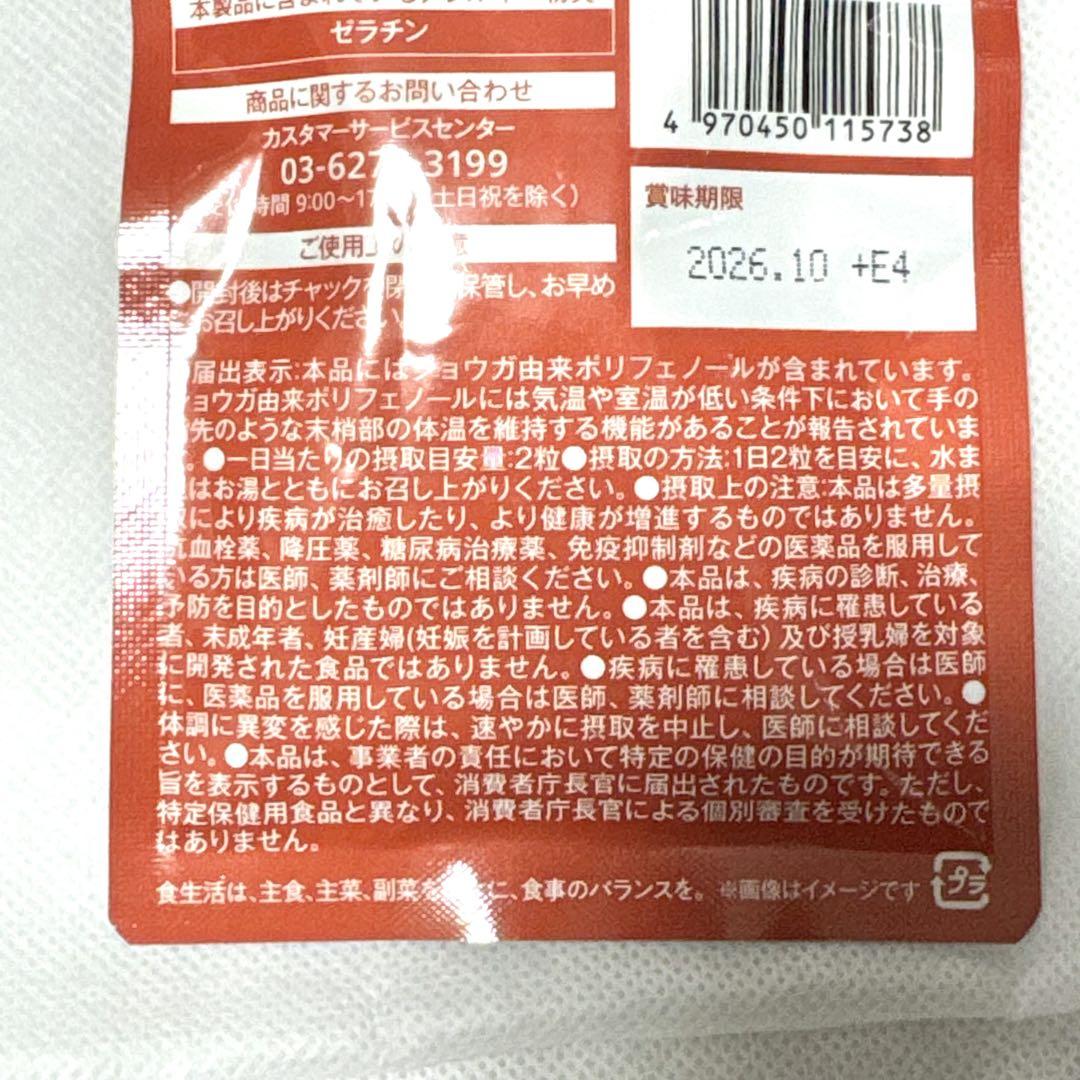 ゼラチン
商品に関するお問い合わせ
カスタマーサービスセンター
03-627 3199
時間 9:00～17 土日祝を除く)
ご使用上の
●開封後はチャックを 保管し、お早め
お召し上がりください。
4 970450 115738
賞味期限
2026.10 +E4
届出表示:本品には ョウガ由来ポリフェノールが含まれています。
ョウガ由来ポリフェノールには気温や室温が低い条件下において手の
先のような末梢部の体温を維持する機能があることが報告されていま
。●一日当たりの摂取目安量:2粒●摂取の方法:1日2粒を目安に、水ま
はお湯とともにお召し上がりください。●摂取上の注意:本品は多量摂
により疾病が治癒したり、より健康が増進するものではありません。
血栓薬、降圧薬、糖尿病治療薬、免疫抑制剤などの医薬品を服用して
いる方は医師、薬剤師にご相談ください。●本品は、疾病の診断、治療、
予防を目的としたものではありません。●本品は、疾病に罹患している
者、未成年者、妊産婦(妊娠を計画している者を含む)及び授乳婦を対象
に開発された食品ではありません。●疾病に罹患している場合は医師
に、医薬品を服用している場合は医師、薬剤師に相談してください。●
体調に異変を感じた際は、速やかに摂取を中止し、医師に相談してくだ
さい。●本品は、事業者の責任において特定の保健の目的が期待できる
旨を表示するものとして、消費者庁長官に届出されたものです。ただし、
特定保健用食品と異なり、消費者庁長官による個別審査を受けたもので
はありません。
食生活は、主食、主菜、副菜を に、食事のバランスを。 ※画像はイメージです
プラ